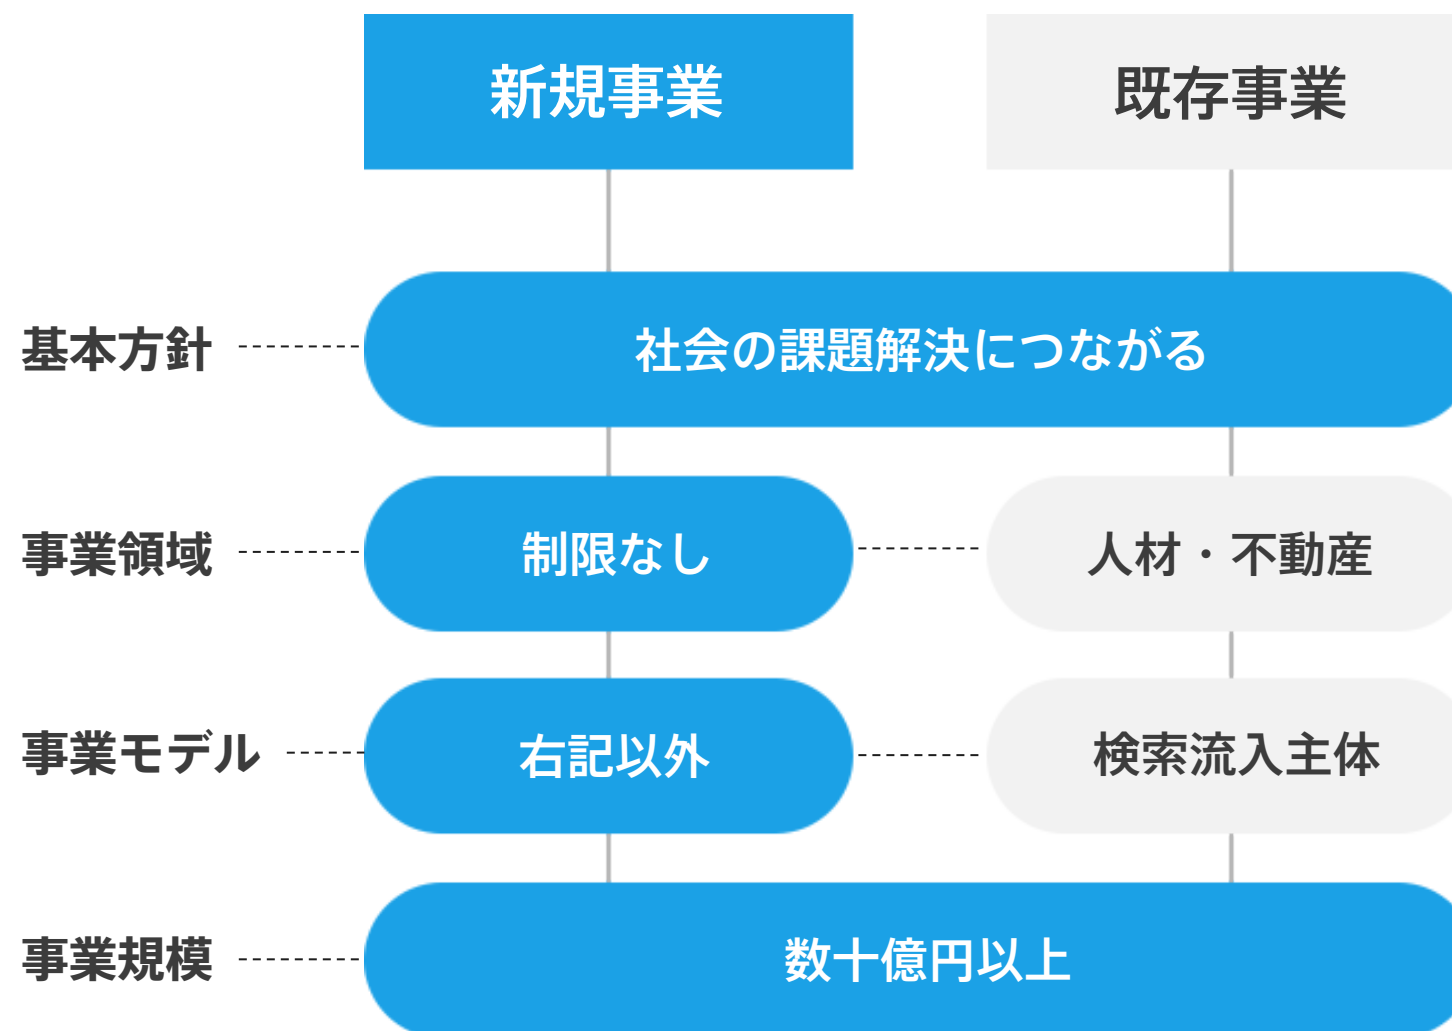 新規事業
既存事業
基本方針
社会の課題解決につながる
事業領域
制限なし
人材・不動産
事業モデル
右記以外
検索流入主体
事業規模
数十億円以上